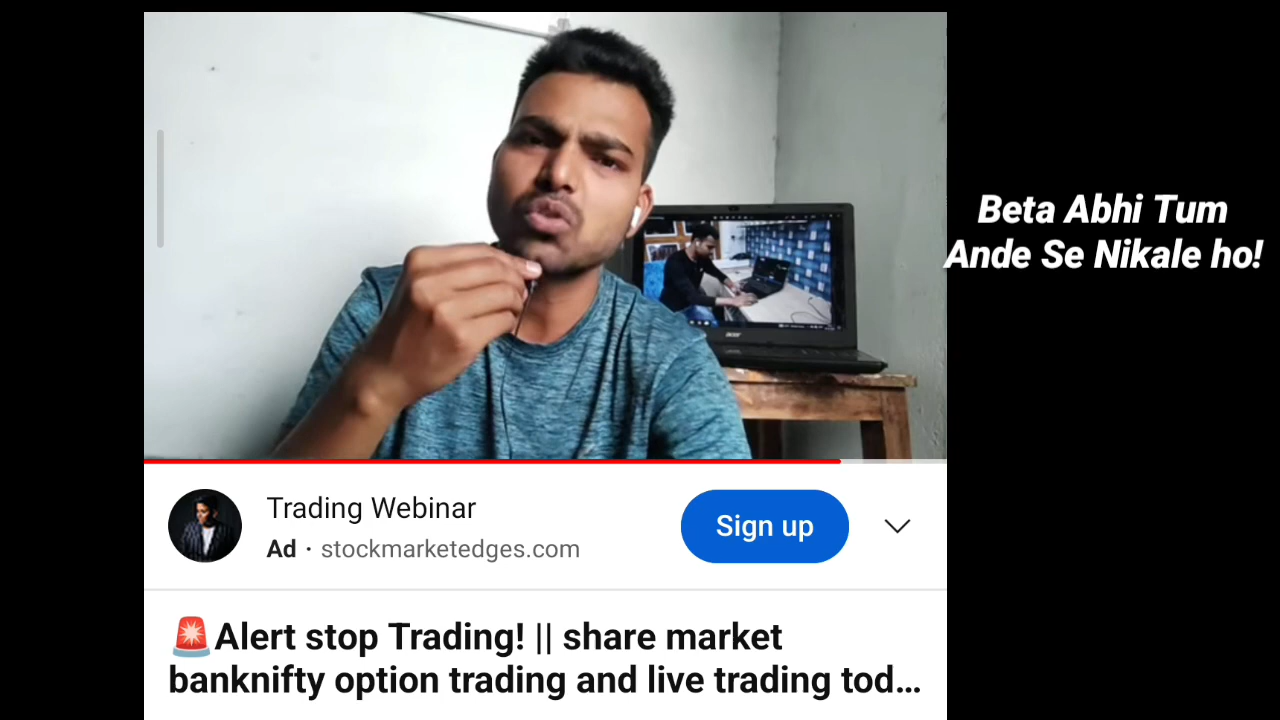 Beta Abhi Tum
Ande Se Nikale ho!
acer
Trading Webinar
Ad · stockmarketedges.com
Sign up
🚨Alert stop Trading! || share market
banknifty option trading and live trading tod...